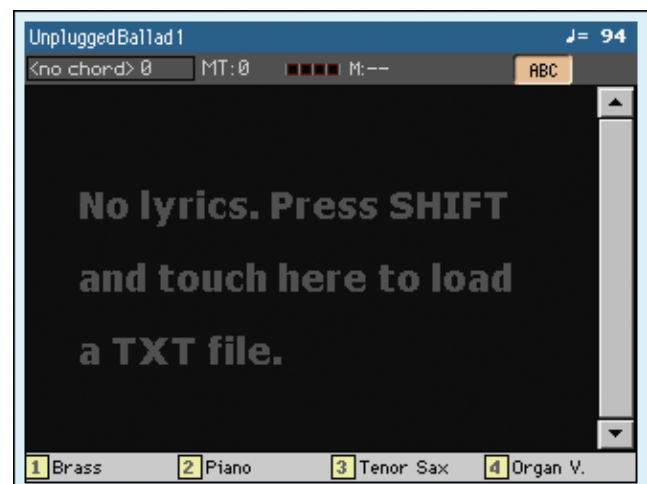 UnpluggedBallad1 ♩= 94
<no chord> 0 MT:0 M:-- ABC
No lyrics. Press SHIFT
and touch here to load
a TXT file.
1 Brass 2 Piano 3 Tenor Sax 4 Organ V.